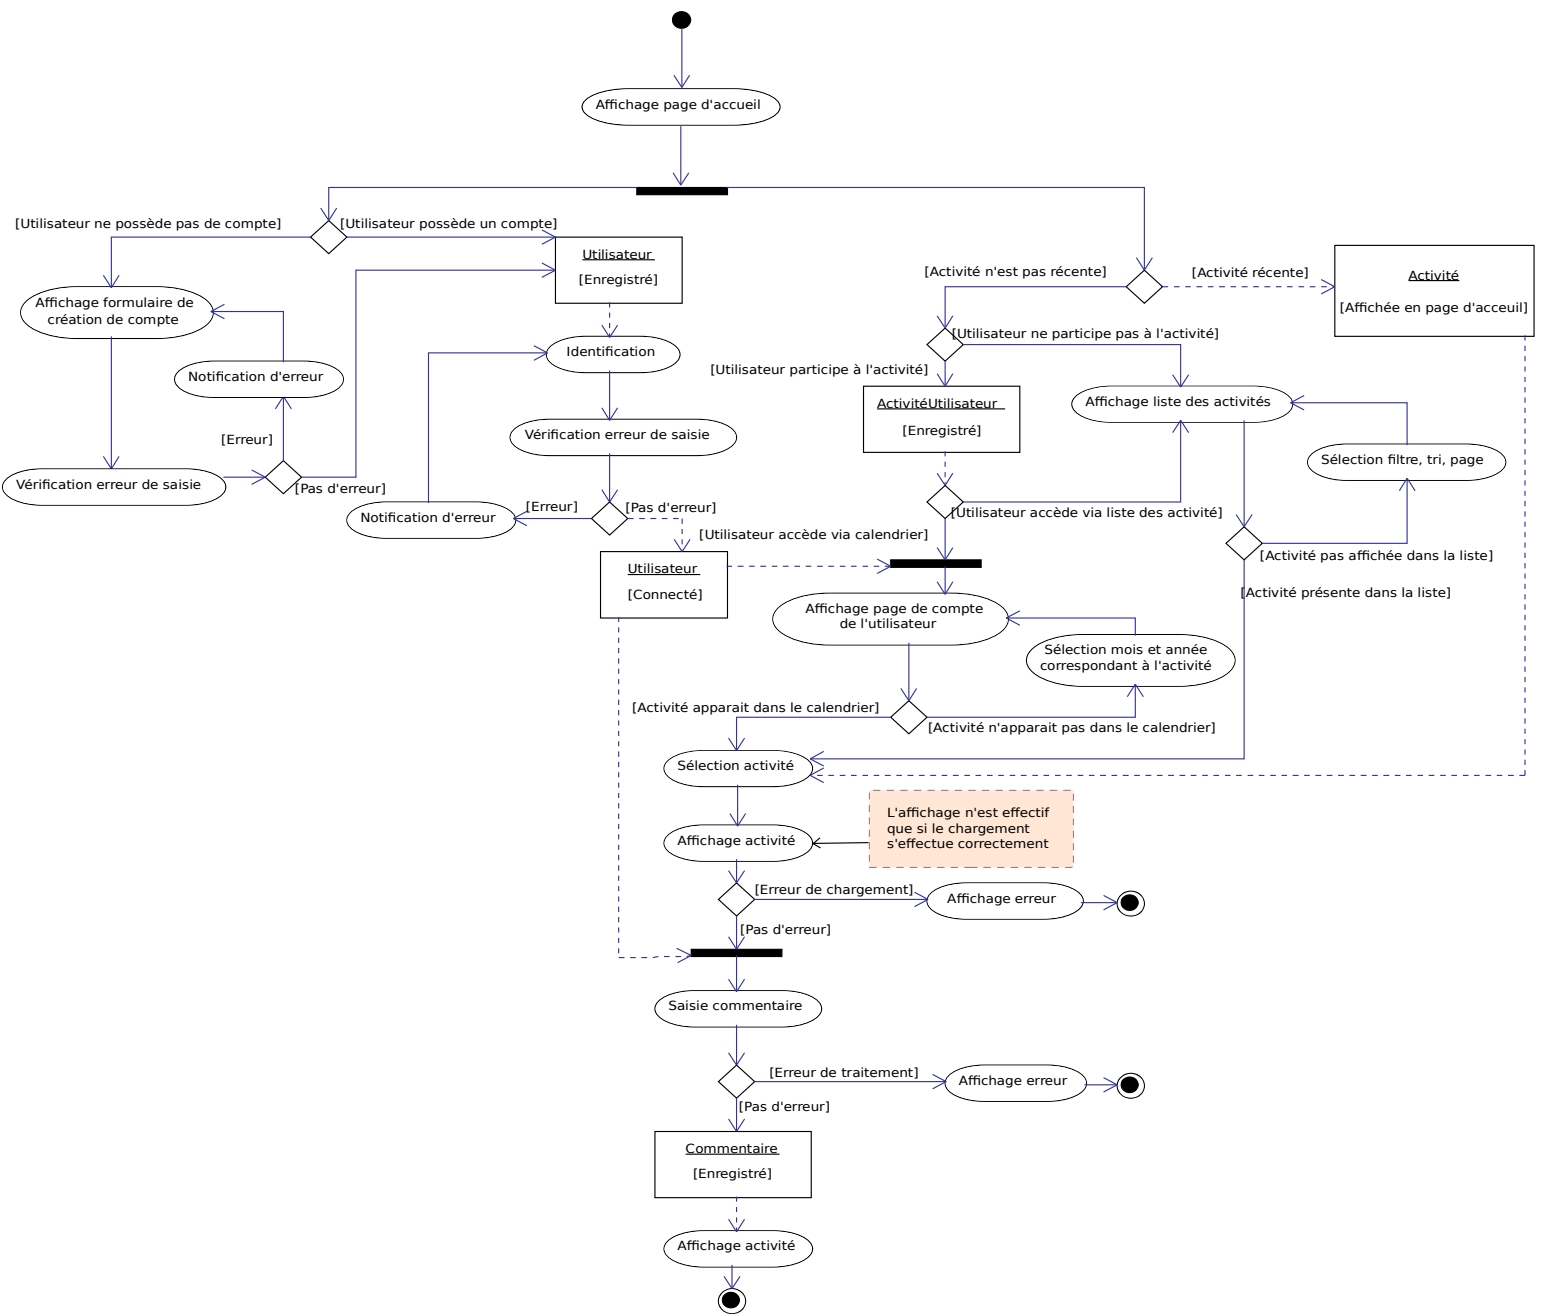 Affichage page d'accueil
[Utilisateur ne possède pas de compte]
[Utilisateur possède un compte]
Utilisateur
[Enregistré]
Affichage formulaire de
création de compte
Notification d'erreur
[Erreur]
Vérification erreur de saisie
[Pas d'erreur]
Identification
Vérification erreur de saisie
[Erreur]
[Pas d'erreur]
Notification d'erreur
Utilisateur
[Connecté]
[Activité n'est pas récente]
[Activité récente]
Activité
[Affichée en page d'acceuil]
[Utilisateur ne participe pas à l'activité]
[Utilisateur participe à l'activité]
ActivitéUtilisateur
[Enregistré]
Affichage liste des activités
Sélection filtre, tri, page
[Utilisateur accède via liste des activité]
[Utilisateur accède via calendrier]
[Activité pas affichée dans la liste]
[Activité présente dans la liste]
Affichage page de compte
de l'utilisateur
Sélection mois et année
correspondant à l'activité
[Activité apparait dans le calendrier]
[Activité n'apparait pas dans le calendrier]
Sélection activité
L'affichage n'est effectif
que si le chargement
s'effectue correctement
Affichage activité
[Erreur de chargement]
Affichage erreur
[Pas d'erreur]
Saisie commentaire
[Erreur de traitement]
Affichage erreur
[Pas d'erreur]
Commentaire
[Enregistré]
Affichage activité